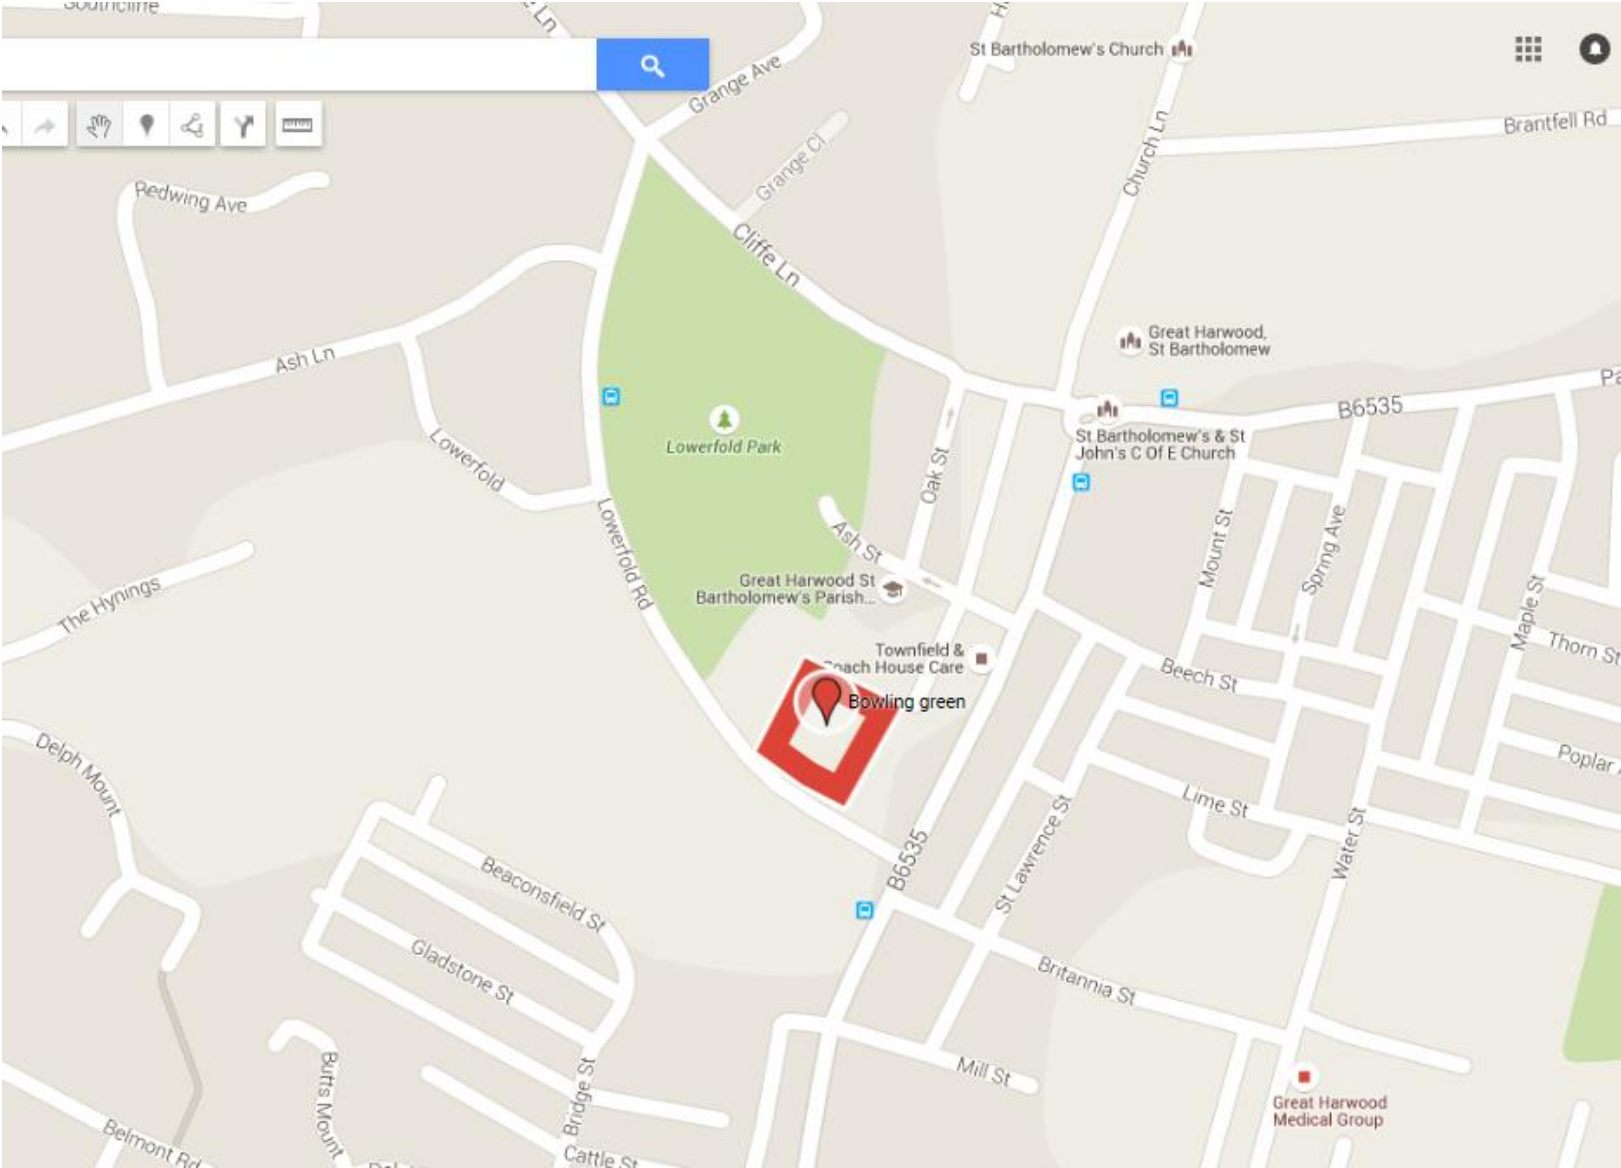 Southcliffe
Ln
Grange Ave
St Bartholomew's Church
Brantfell Rd
Church Ln
Grange Cl
Redwing Ave
Cliffe Ln
Great Harwood,
St Bartholomew
Ash Ln
B6535
Lowerfold Park
St Bartholomew's & St
John's C Of E Church
Lowerfold
Oak St
Ash St
Mount St
Spring Ave
Lowerfold Rd
Great Harwood St
Bartholomew's Parish...
The Hynings
Maple St
Thorn St
Townfield &
Coach House Care
Beech St
Bowling green
Delph Mount
Poplar
Lime St
Water St
B6535
St Lawrence St
Beaconsfield St
Gladstone St
Britannia St
Mill St
Butts Mount
Bridge St
Great Harwood
Medical Group
Belmont Rd
Cattle St